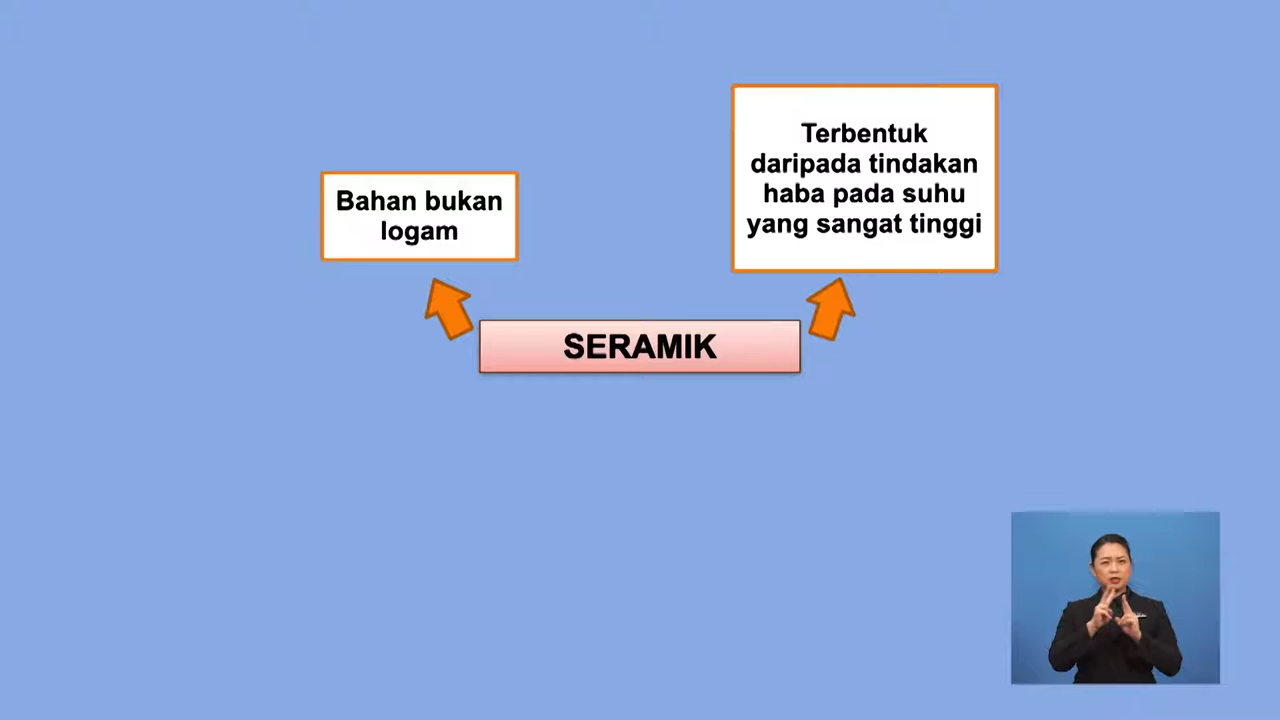 Bahan bukan
logam
Terbentuk
daripada tindakan
haba pada suhu
yang sangat tinggi
SERAMIK